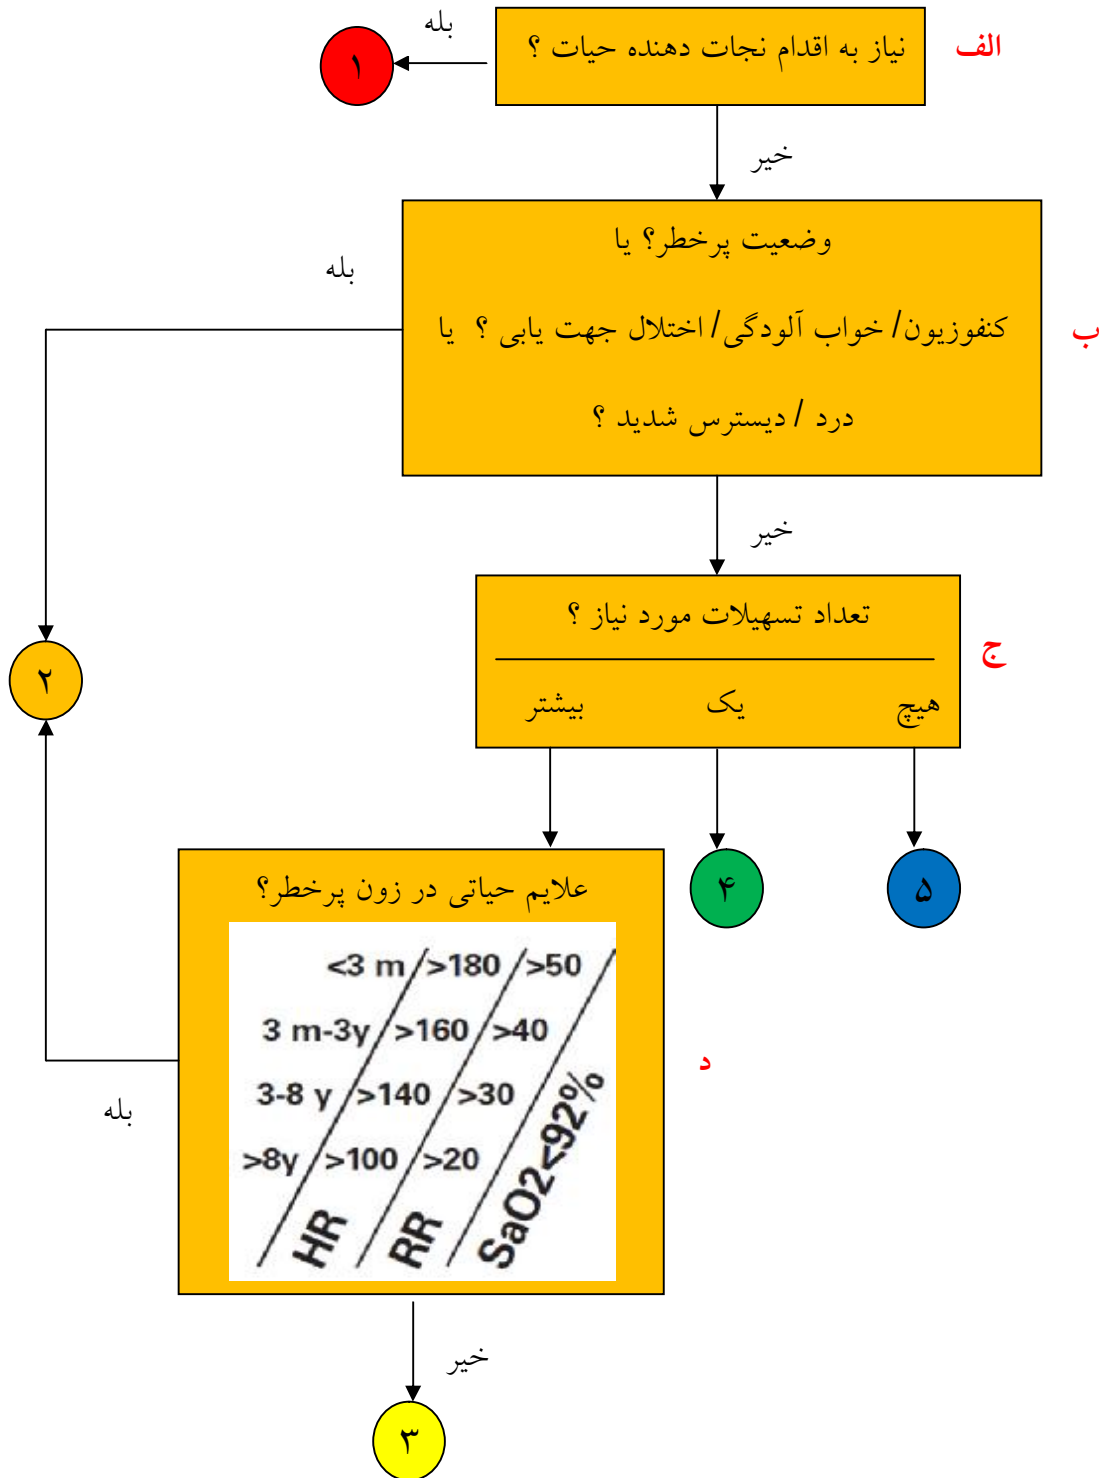 الف
نیاز به اقدام نجات دهنده حیات ؟
بله
۱
خیر
ب
وضعیت پرخطر؟ یا
کنفوزیون/ خواب آلودگی/ اختلال جهت یابی ؟ یا
درد / دیسترس شدید ؟
بله
۲
خیر
ج
تعداد تسهیلات مورد نیاز ؟
هیچ یک بیشتر
۵
۴
د
علایم حیاتی در زون پرخطر؟
<3 m >180 >50
3 m-3y >160 >40
3-8 y >140 >30
>8y >100 >20
HR RR SaO2<92%
بله
خیر
۳